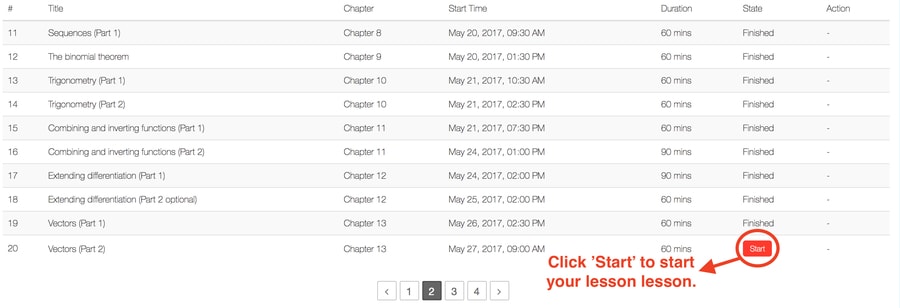 # Title Chapter Start Time Duration State Action
11 Sequences (Part 1) Chapter 8 May 20, 2017, 09:30 AM 60 mins Finished -
12 The binomial theorem Chapter 9 May 20, 2017, 01:30 PM 60 mins Finished -
13 Trigonometry (Part 1) Chapter 10 May 21, 2017, 10:30 AM 60 mins Finished -
14 Trigonometry (Part 2) Chapter 10 May 21, 2017, 02:30 PM 60 mins Finished -
15 Combining and inverting functions (Part 1) Chapter 11 May 21, 2017, 07:30 PM 60 mins Finished -
16 Combining and inverting functions (Part 2) Chapter 11 May 24, 2017, 01:00 PM 90 mins Finished -
17 Extending differentiation (Part 1) Chapter 12 May 24, 2017, 02:00 PM 90 mins Finished -
18 Extending differentiation (Part 2 optional) Chapter 12 May 25, 2017, 02:00 PM 60 mins Finished -
19 Vectors (Part 1) Chapter 13 May 26, 2017, 02:30 PM 60 mins Finished -
20 Vectors (Part 2) Chapter 13 May 27, 2017, 09:00 AM 60 mins Start -
Click ’Start’ to start
your lesson lesson.
< 1 2 3 4 >